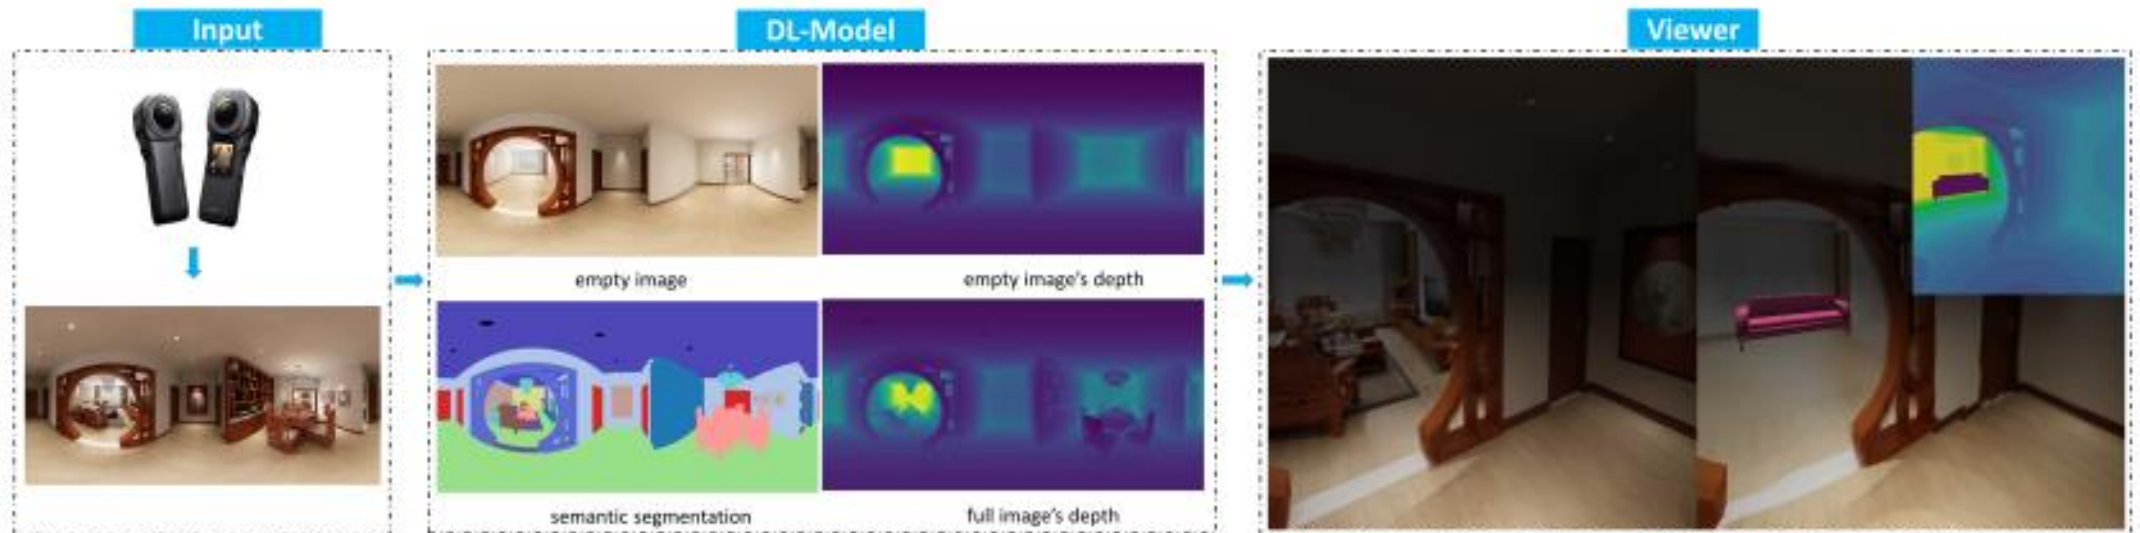 Input
DL-Model
Viewer
empty image
empty image's depth
semantic segmentation
full image's depth